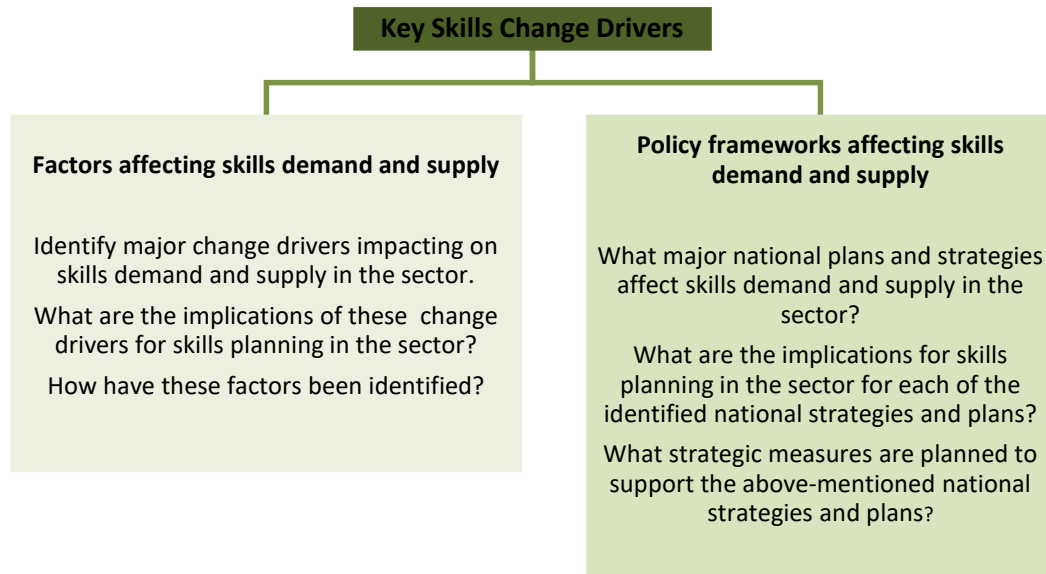 Key Skills Change Drivers
Factors affecting skills demand and supply
Identify major change drivers impacting on
skills demand and supply in the sector.
What are the implications of these change
drivers for skills planning in the sector?
How have these factors been identified?
Policy frameworks affecting skills
demand and supply
What major national plans and strategies
affect skills demand and supply in the
sector?
What are the implications for skills
planning in the sector for each of the
identified national strategies and plans?
What strategic measures are planned to
support the above-mentioned national
strategies and plans?